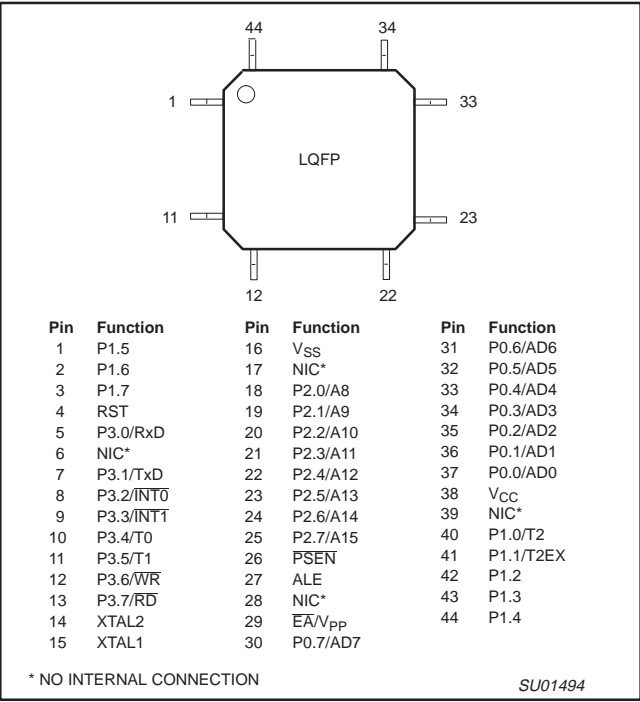 44 34
1 33
LQFP
11 23
12 22
Pin Function Pin Function Pin Function
1 P1.5 16 VSS 31 P0.6/AD6
2 P1.6 17 NIC* 32 P0.5/AD5
3 P1.7 18 P2.0/A8 33 P0.4/AD4
4 RST 19 P2.1/A9 34 P0.3/AD3
5 P3.0/RxD 20 P2.2/A10 35 P0.2/AD2
6 NIC* 21 P2.3/A11 36 P0.1/AD1
7 P3.1/TxD 22 P2.4/A12 37 P0.0/AD0
8 P3.2/I̅N̅T̅0̅ 23 P2.5/A13 38 VCC
9 P3.3/I̅N̅T̅1̅ 24 P2.6/A14 39 NIC*
10 P3.4/T0 25 P2.7/A15 40 P1.0/T2
11 P3.5/T1 26 P̅S̅E̅N̅ 41 P1.1/T2EX
12 P3.6/W̅R̅ 27 ALE 42 P1.2
13 P3.7/R̅D̅ 28 NIC* 43 P1.3
14 XTAL2 29 E̅A̅/VPP 44 P1.4
15 XTAL1 30 P0.7/AD7
* NO INTERNAL CONNECTION
SU01494